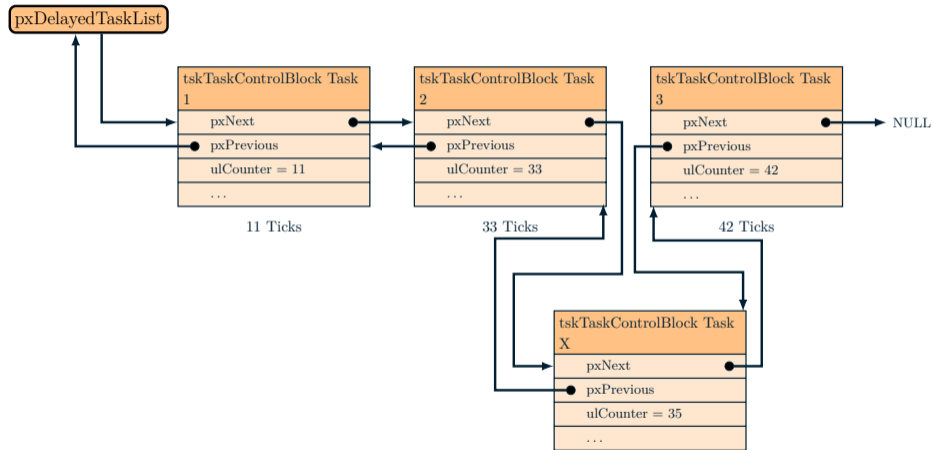 pxDelayedTaskList
tskTaskControlBlock Task
1
pxNext
pxPrevious
ulCounter = 11
...
11 Ticks
tskTaskControlBlock Task
2
pxNext
pxPrevious
ulCounter = 33
...
33 Ticks
tskTaskControlBlock Task
3
pxNext
pxPrevious
ulCounter = 42
...
42 Ticks
NULL
tskTaskControlBlock Task
X
pxNext
pxPrevious
ulCounter = 35
...